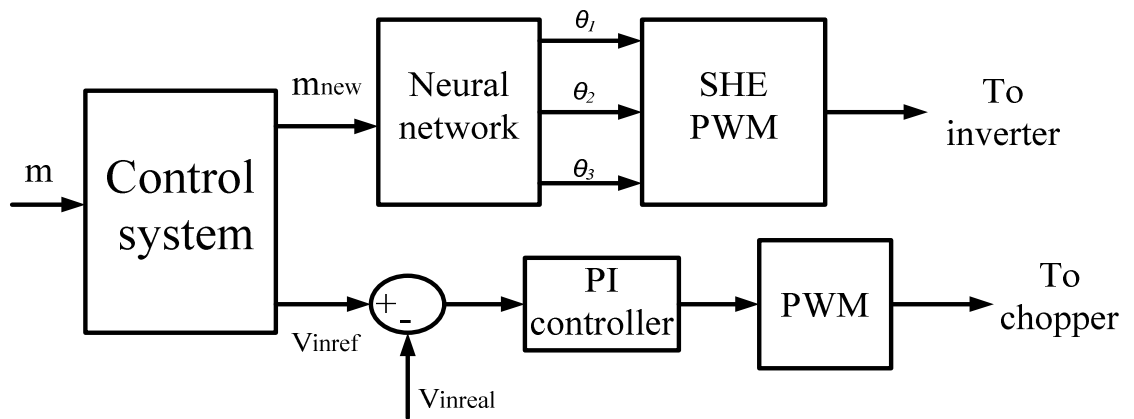 m
Control
system
mnew
Neural
network
θ1
θ2
θ3
SHE
PWM
To
inverter
Vinref
+
-
Vinreal
PI
controller
PWM
To
chopper